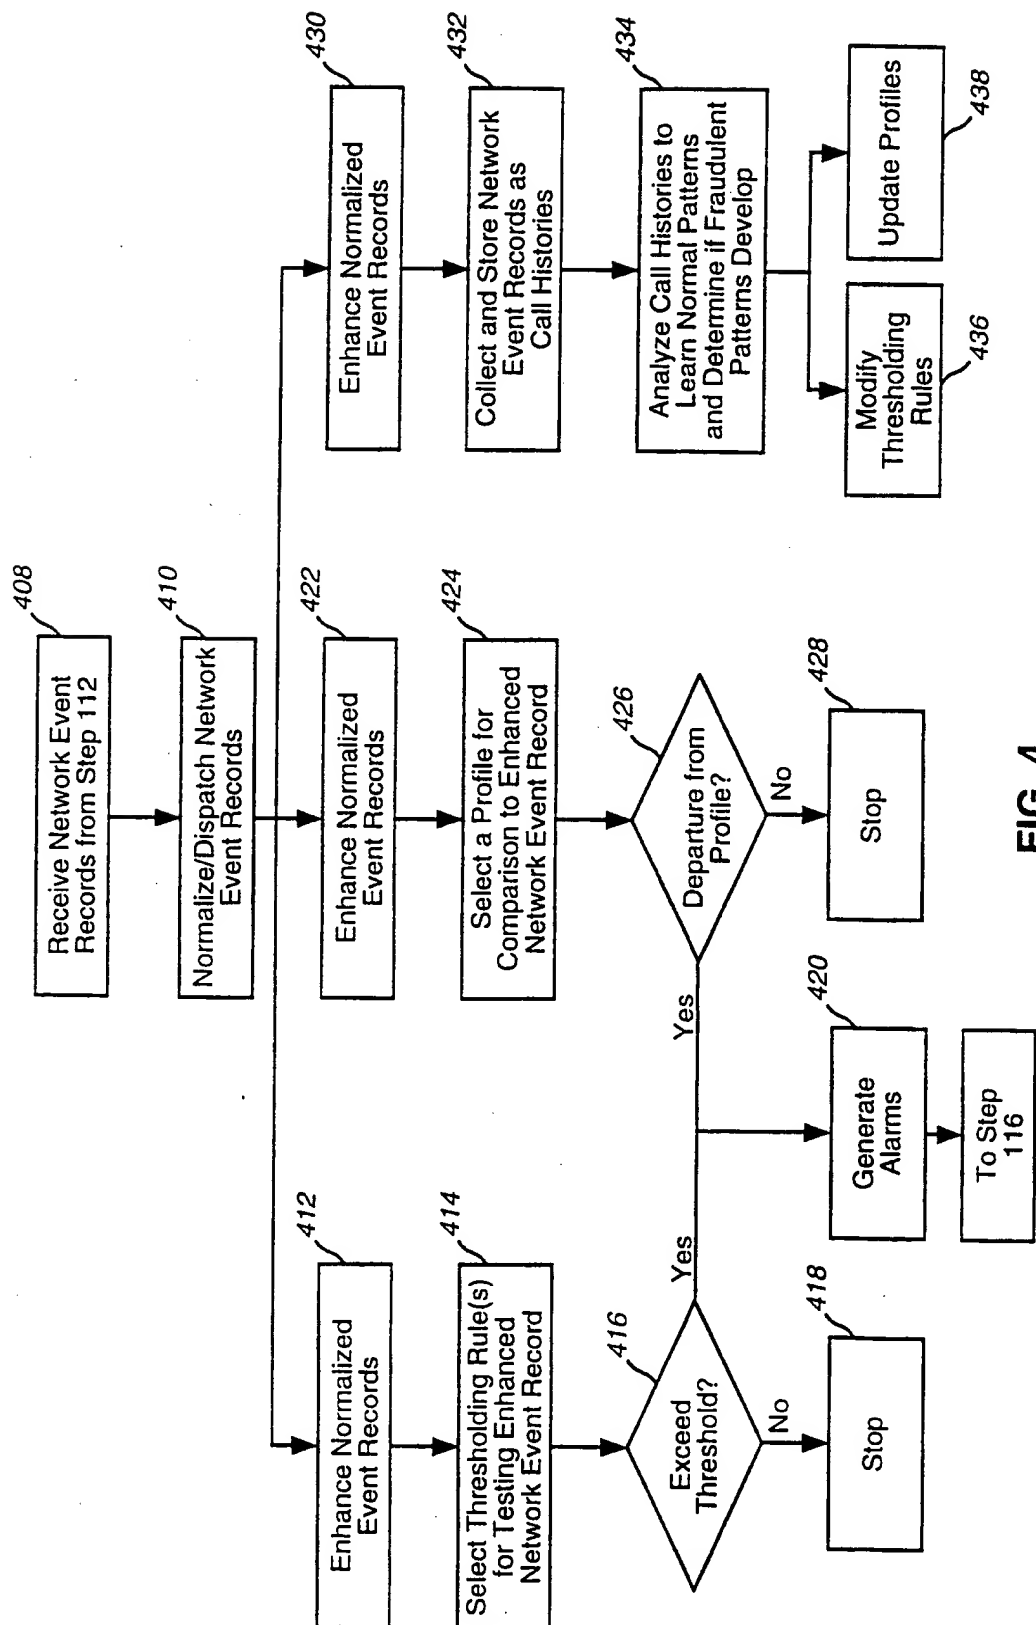 408
Receive Network Event
Records from Step 112
410
Normalize/Dispatch Network
Event Records
412
Enhance Normalized
Event Records
414
Select Thresholding Rule(s)
for Testing Enhanced
Network Event Record
416
Exceed
Threshold?
Yes
No
418
Stop
422
Enhance Normalized
Event Records
424
Select a Profile for
Comparison to Enhanced
Network Event Record
426
Departure from
Profile?
Yes
No
428
Stop
420
Generate
Alarms
To Step
116
430
Enhance Normalized
Event Records
432
Collect and Store Network
Event Records as
Call Histories
434
Analyze Call Histories to
Learn Normal Patterns
and Determine if Fraudulent
Patterns Develop
Modify
Thresholding
Rules
436
Update Profiles
438
FIG. 4